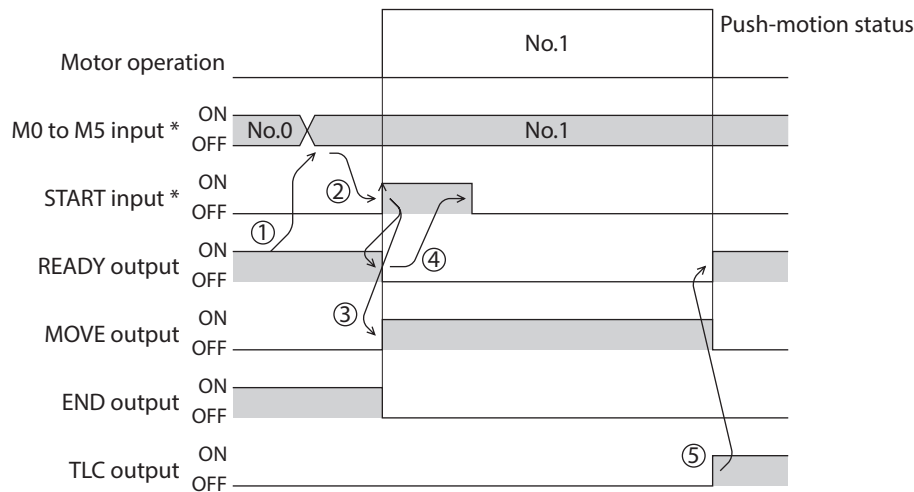 No.1
Push-motion status
Motor operation
M0 to M5 input *
ON
OFF
No.0
No.1
START input *
ON
OFF
②
①
READY output
ON
OFF
④
③
MOVE output
ON
OFF
END output
ON
OFF
TLC output
ON
OFF
⑤